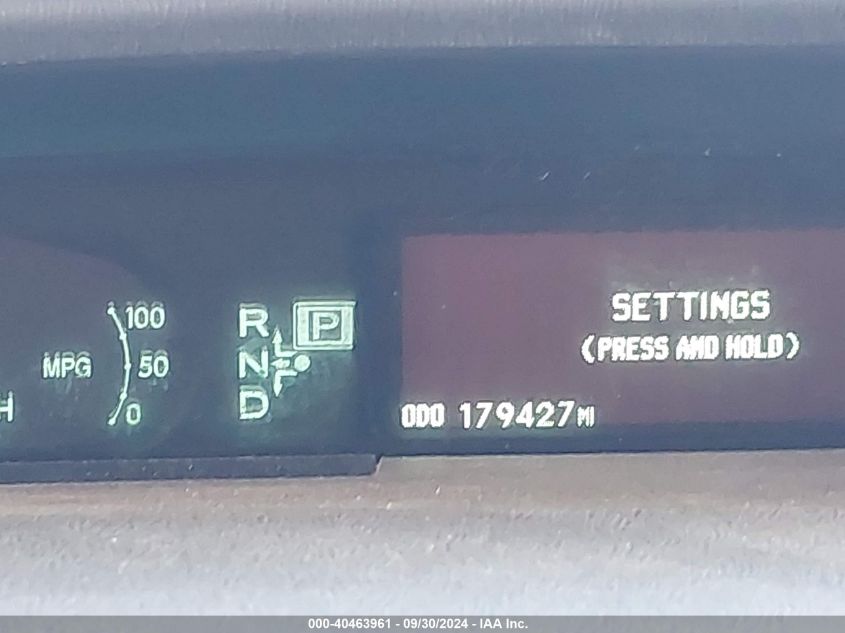 SETTINGS
(PRESS AND HOLD)
ODO 179427MI
MPG
100
50
0
H
R
N
D
P
000-40463961 - 09/30/2024 - IAA Inc.